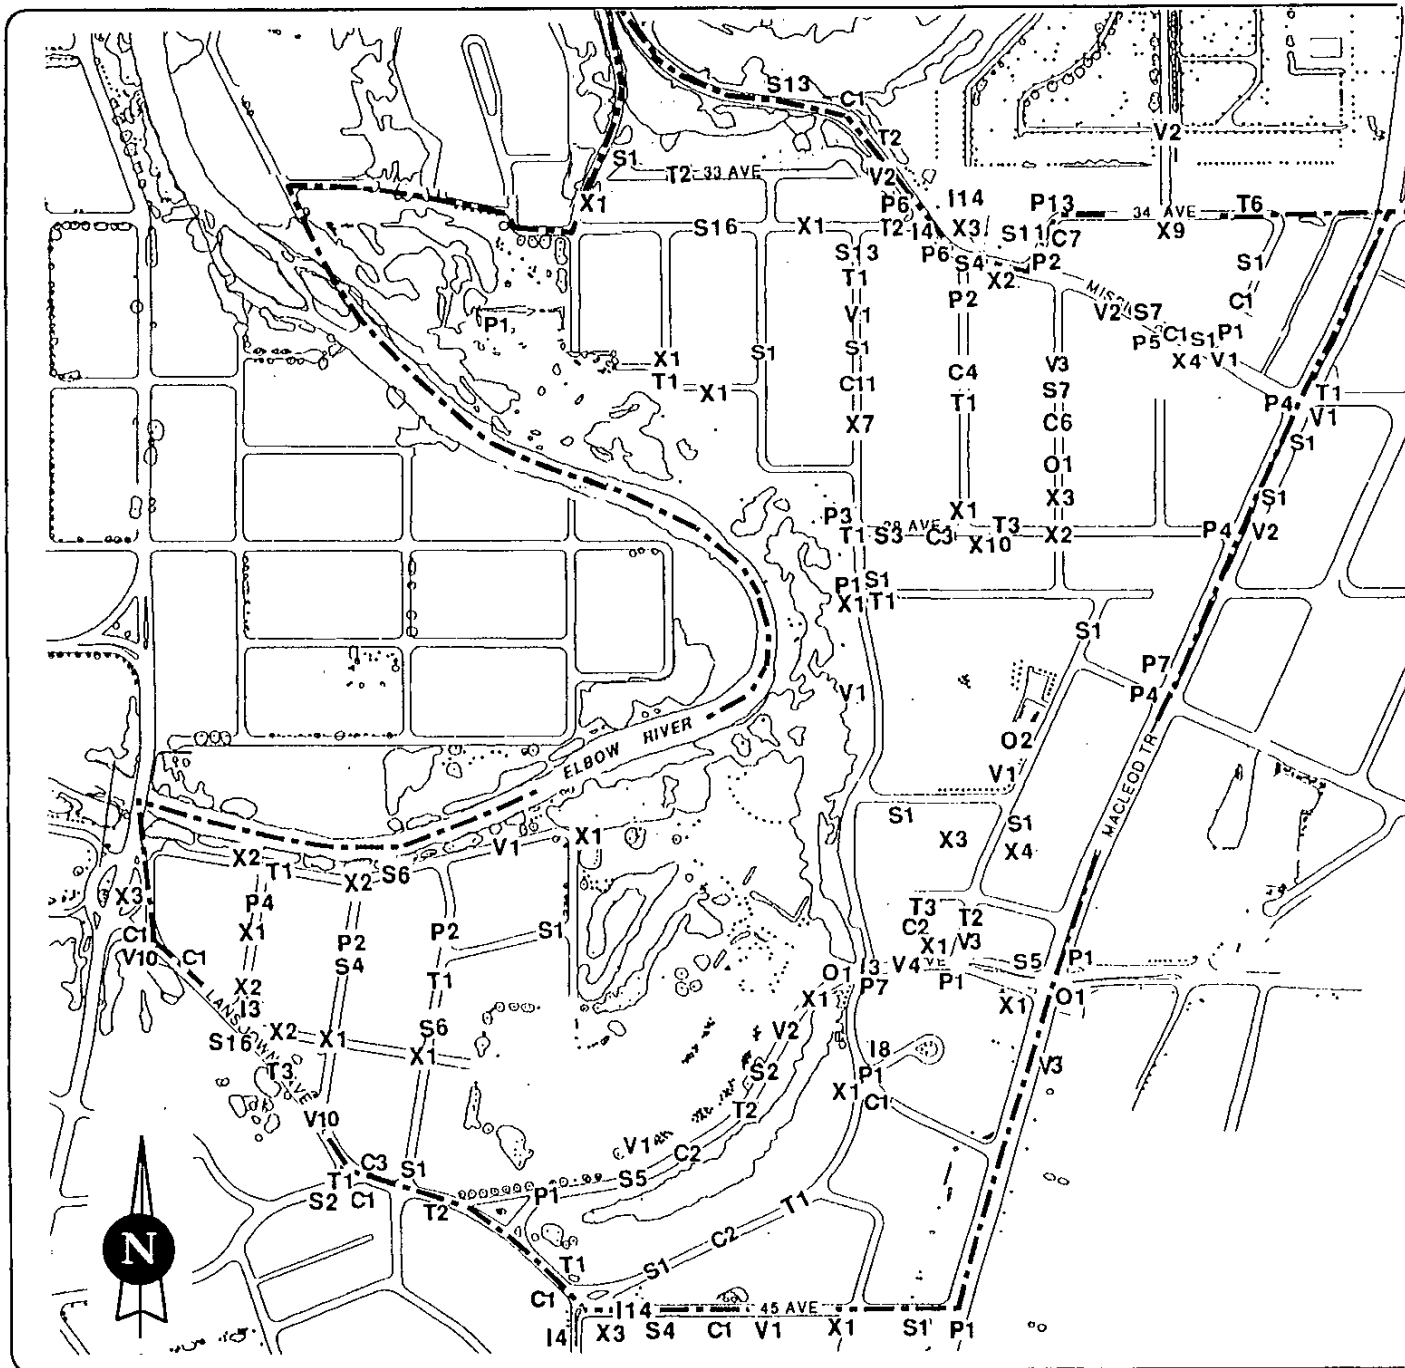 S13
C1
T2
V2
S1
T2 33 AVE
V2
X1
P6
I14
P13
34 AVE
T6
S16
X1
T2
I4
X3
S11
C7
X9
P6
S13
S4
P2
X2
S1
T1
P2
C1
P1
V1
V2
S7
P5
C1
S1
P1
X4
V1
S1
S1
X1
V3
T1
C11
C4
S7
T1
X1
T1
P4
V1
X7
C6
S1
O1
X1
X3
S1
P3
T1
S3
C3
T3
X10
X2
P4
V2
P1
S1
X1
T1
S1
P7
P4
V1
ELBOW RIVER
O2
V1
MACLEOD TR
S1
S1
X1
V1
X3
X4
X2
T1
X2
S6
X3
P4
T3
T2
C2
C1
X1
P2
P2
S1
X1
V3
V10
C1
S4
T1
O1
I3
V4
S5
P1
X2
I3
P7
P1
X1
O1
X1
LANSDOWNE AVE
S16
X2
X1
S6
X1
V2
I8
T3
S2
P1
V3
X1
C1
V10
T2
V1
C2
C3
S1
T1
S2
C1
S5
P1
T1
T2
N
C2
T1
S1
C1
I14
45 AVE
I4
X3
S4
C1
V1
X1
S1
P1